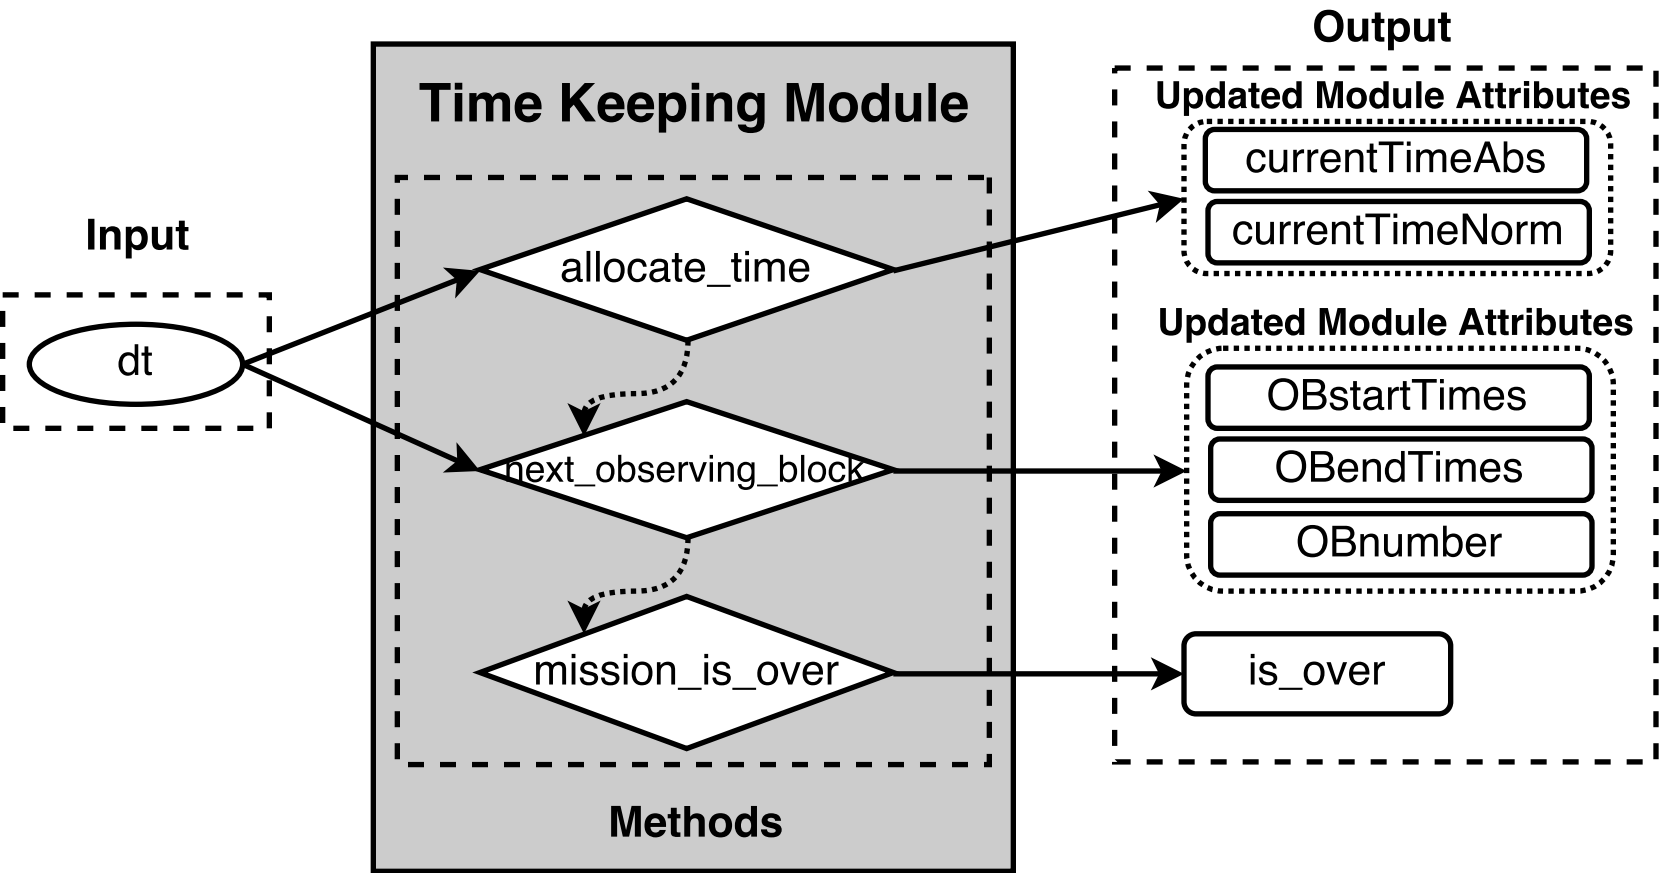 Input
dt
Time Keeping Module
allocate_time
next_observing_block
mission_is_over
Methods
Output
Updated Module Attributes
currentTimeAbs
currentTimeNorm
Updated Module Attributes
OBstartTimes
OBendTimes
OBnumber
is_over